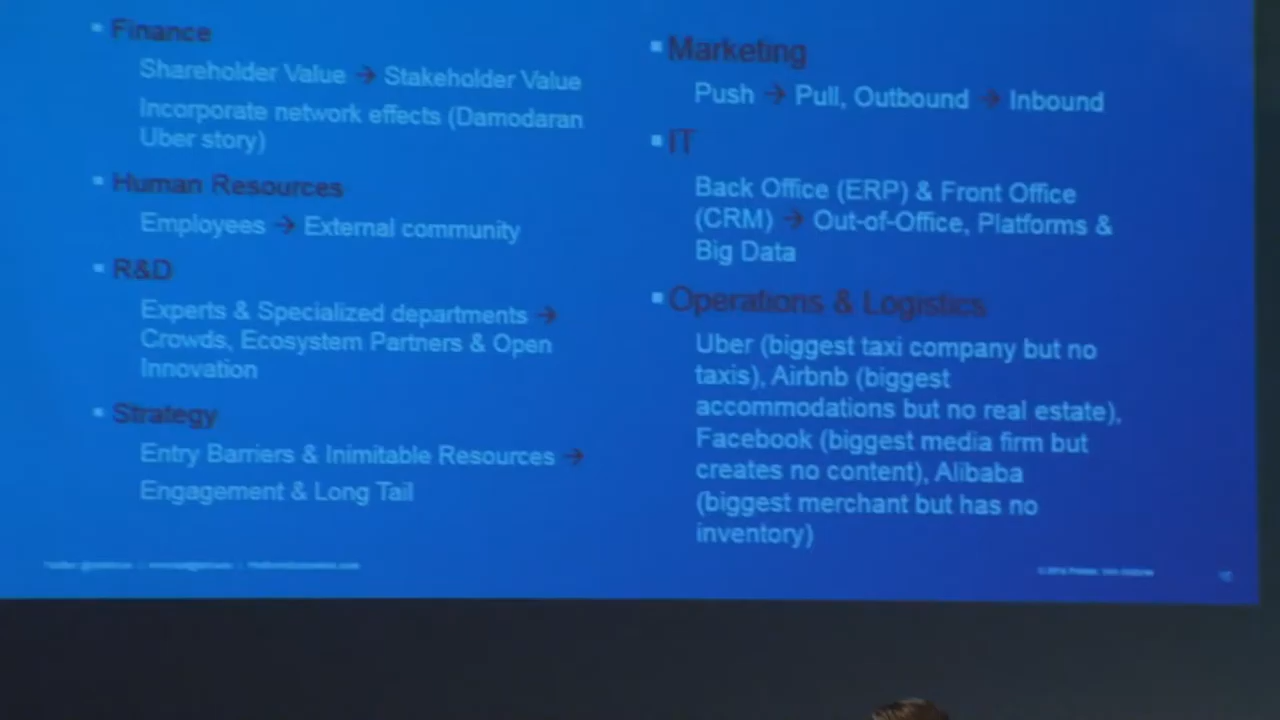 Finance
Shareholder Value → Stakeholder Value
Incorporate network effects (Damodaran
Uber story)
Human Resources
Employees → External community
R&D
Experts & Specialized departments →
Crowds, Ecosystem Partners & Open
Innovation
Strategy
Entry Barriers & Inimitable Resources →
Engagement & Long Tail
Marketing
Push → Pull, Outbound → Inbound
IT
Back Office (ERP) & Front Office
(CRM) → Out-of-Office, Platforms &
Big Data
Operations & Logistics
Uber (biggest taxi company but no
taxis), Airbnb (biggest
accommodations but no real estate),
Facebook (biggest media firm but
creates no content), Alibaba
(biggest merchant but has no
inventory)